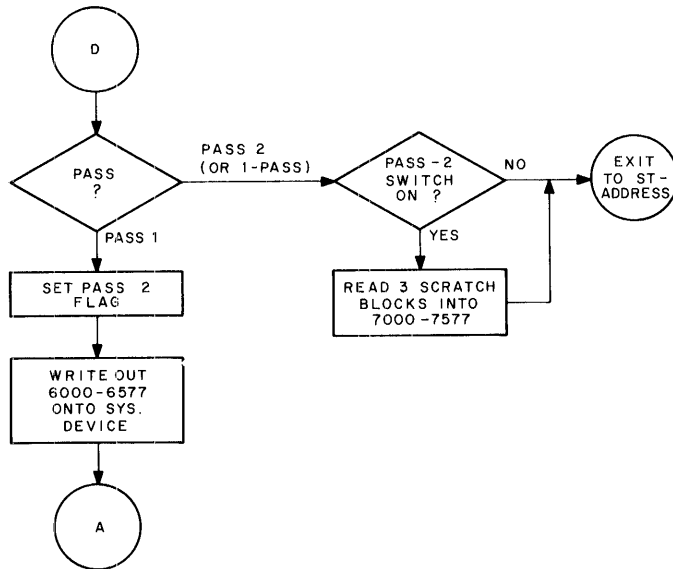 D
PASS
?
PASS 2
(OR 1-PASS)
PASS-2
SWITCH
ON ?
NO
EXIT
TO ST-
ADDRESS
PASS 1
YES
SET PASS 2
FLAG
READ 3 SCRATCH
BLOCKS INTO
7000-7577
WRITE OUT
6000-6577
ONTO SYS.
DEVICE
A